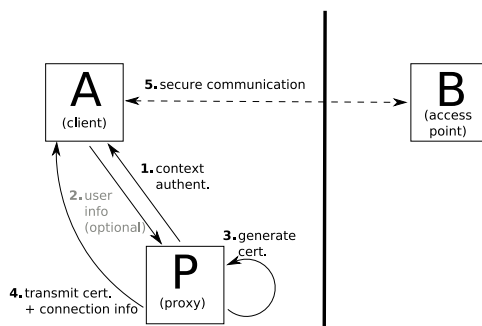 A
(client)
5. secure communication
B
(access
point)
1. context
authent.
2. user
info
(optional)
P
(proxy)
3. generate
cert.
4. transmit cert.
+ connection info